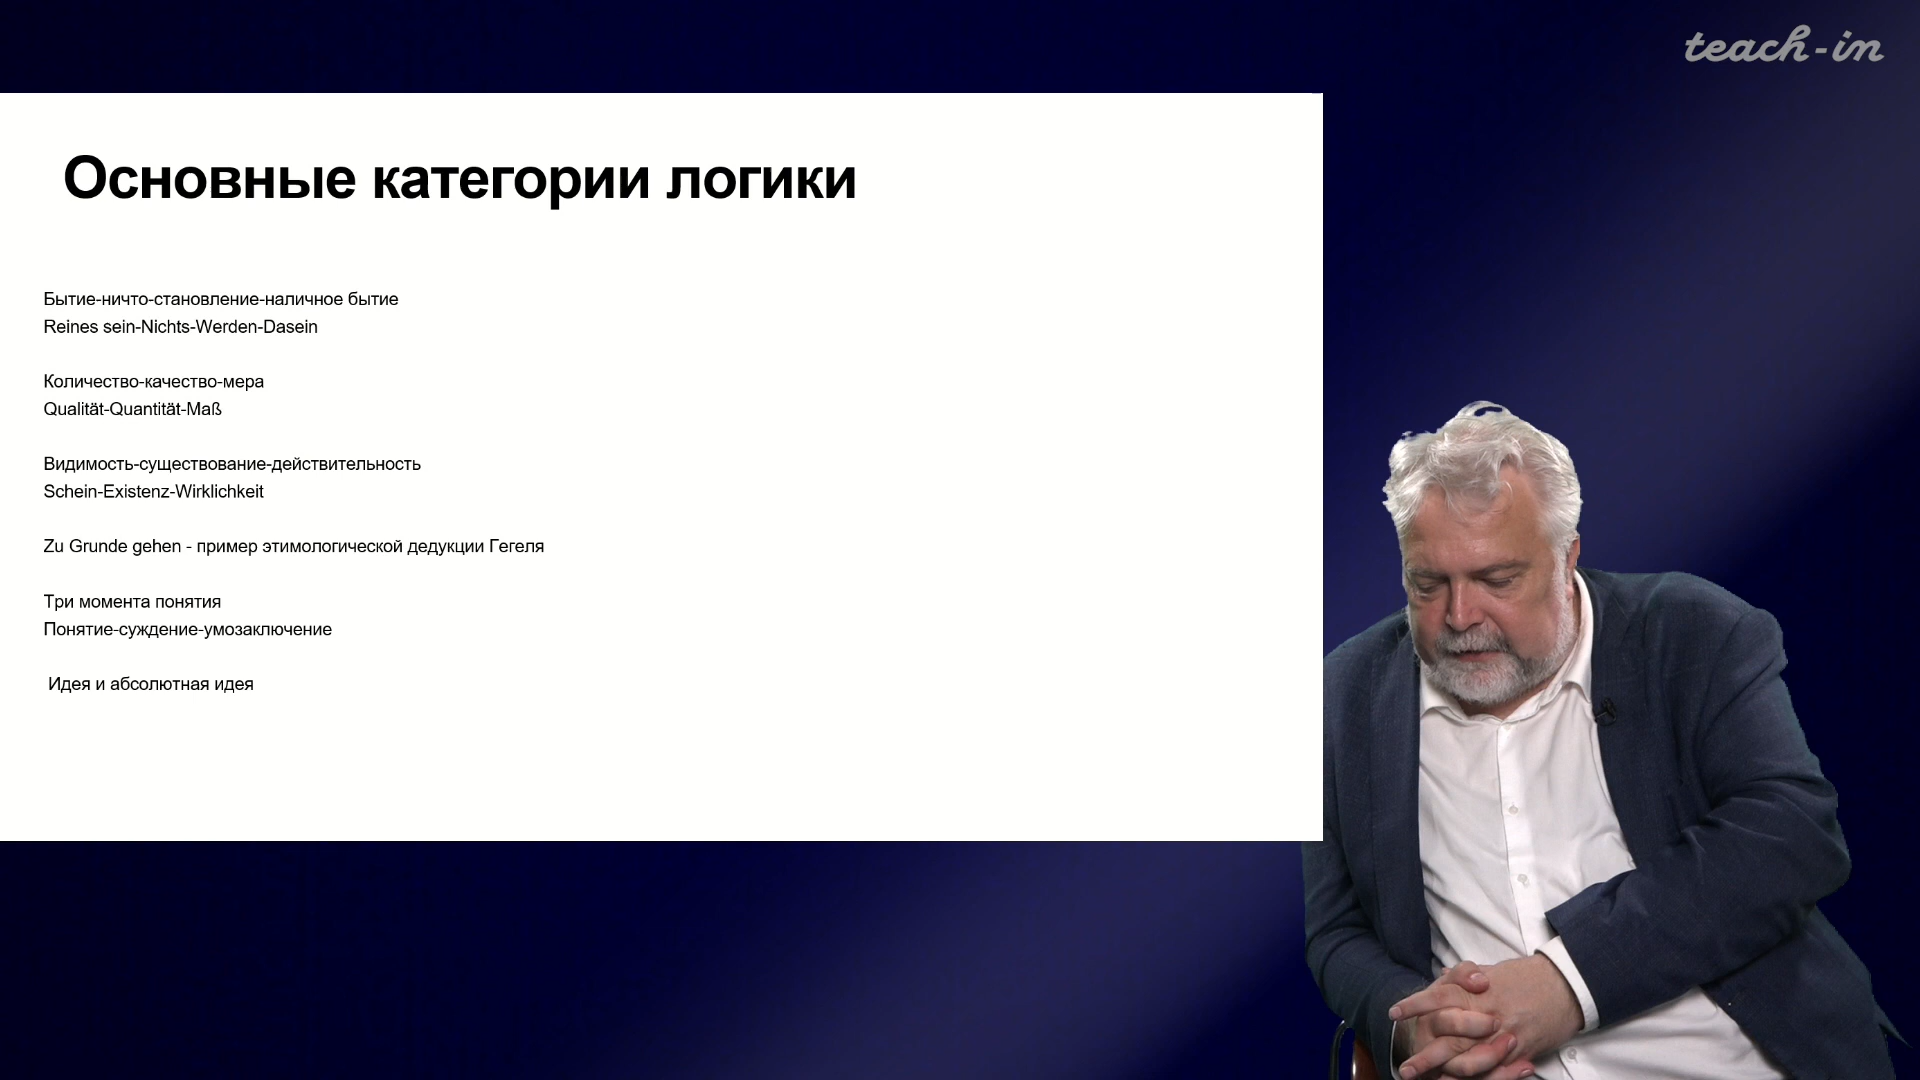 teach-in
Основные категории логики
Бытие-ничто-становление-наличное бытие
Reines sein-Nichts-Werden-Dasein
Количество-качество-мера
Qualität-Quantität-Maß
Видимость-существование-действительность
Schein-Existenz-Wirklichkeit
Zu Grunde gehen - пример этимологической дедукции Гегеля
Три момента понятия
Понятие-суждение-умозаключение
Идея и абсолютная идея